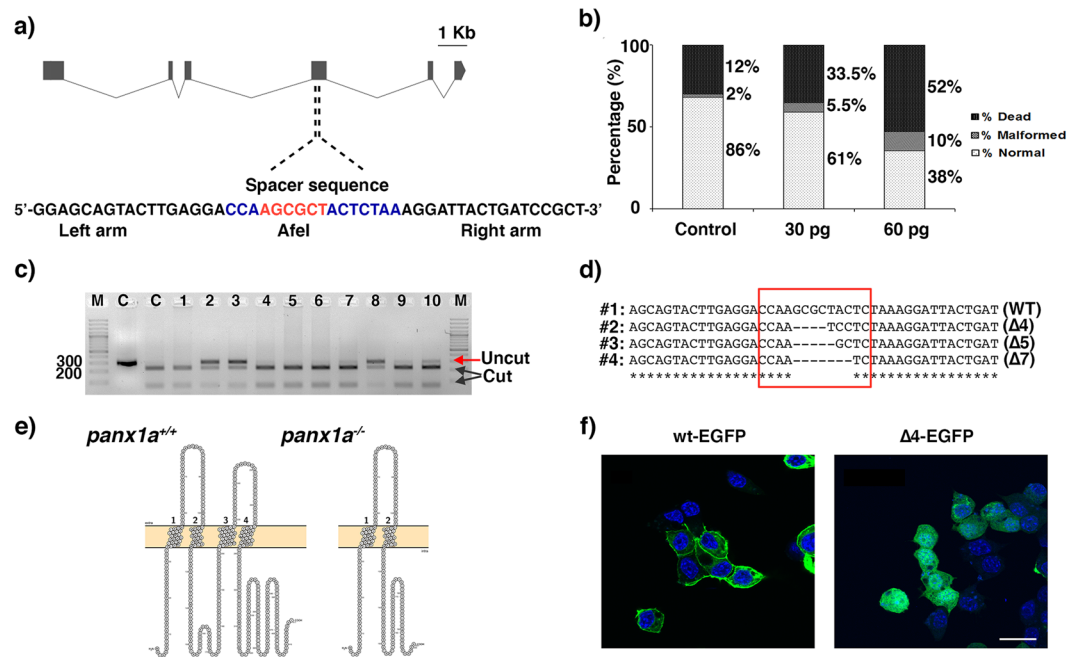 a)
1 Kb
Spacer sequence
5’-GGAGCAGTACTTGAGGACCAAGCGCTACTCTAAAGGATTACTGATCCGCT-3’
Left arm AfeI Right arm
b)
Percentage (%)
100
50
0
12%
2%
86%
33.5%
5.5%
61%
52%
10%
38%
% Dead
% Malformed
% Normal
Control 30 pg 60 pg
c)
M C C 1 2 3 4 5 6 7 8 9 10 M
300
200
Uncut
Cut
d)
#1: AGCAGTACTTGAGGACCAAGCGCTACTCTAAAGGATTACTGAT (WT)
#2: AGCAGTACTTGAGGACCAA----TCCTCTAAAGGATTACTGAT (Δ4)
#3: AGCAGTACTTGAGGACCAA-----GCTCTAAAGGATTACTGAT (Δ5)
#4: AGCAGTACTTGAGGACCAA-------TCTAAAGGATTACTGAT (Δ7)
******************* *****************
e)
panx1a+/+ panx1a-/-
1 2 3 4
1 2
f)
wt-EGFP Δ4-EGFP